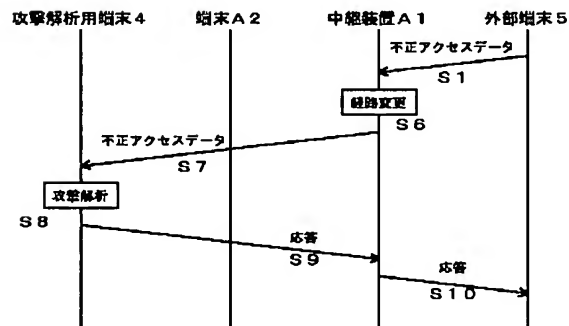 攻撃解析用端末4 端末A2 中継装置A1 外部端末5
不正アクセスデータ
S1
経路変更
S6
不正アクセスデータ
S7
攻撃解析
S8
応答
S9
応答
S10